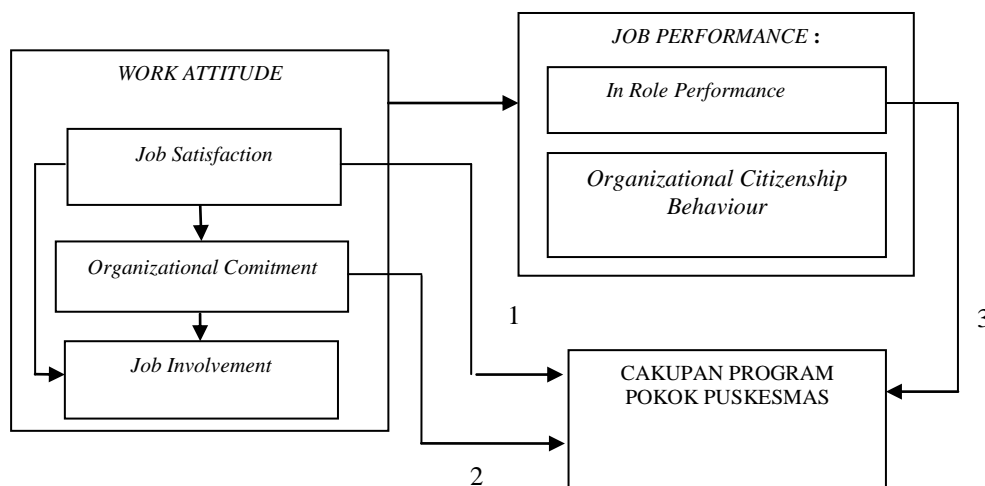 WORK ATTITUDE
Job Satisfaction
Organizational Comitment
Job Involvement
JOB PERFORMANCE :
In Role Performance
Organizational Citizenship
Behaviour
1
2
3
CAKUPAN PROGRAM
POKOK PUSKESMAS